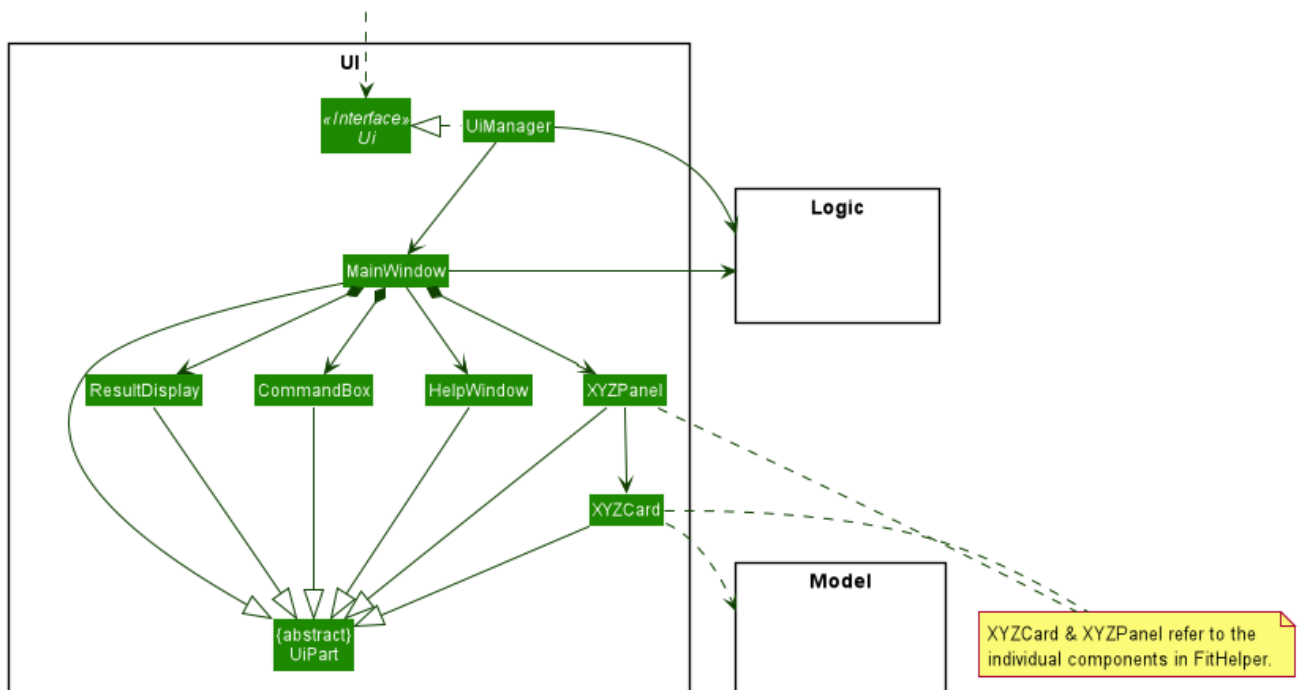 UI
«Interface»
Ui
UiManager
Logic
MainWindow
ResultDisplay
CommandBox
HelpWindow
XYZPanel
XYZCard
Model
{abstract}
UiPart
XYZCard & XYZPanel refer to the
individual components in FitHelper.